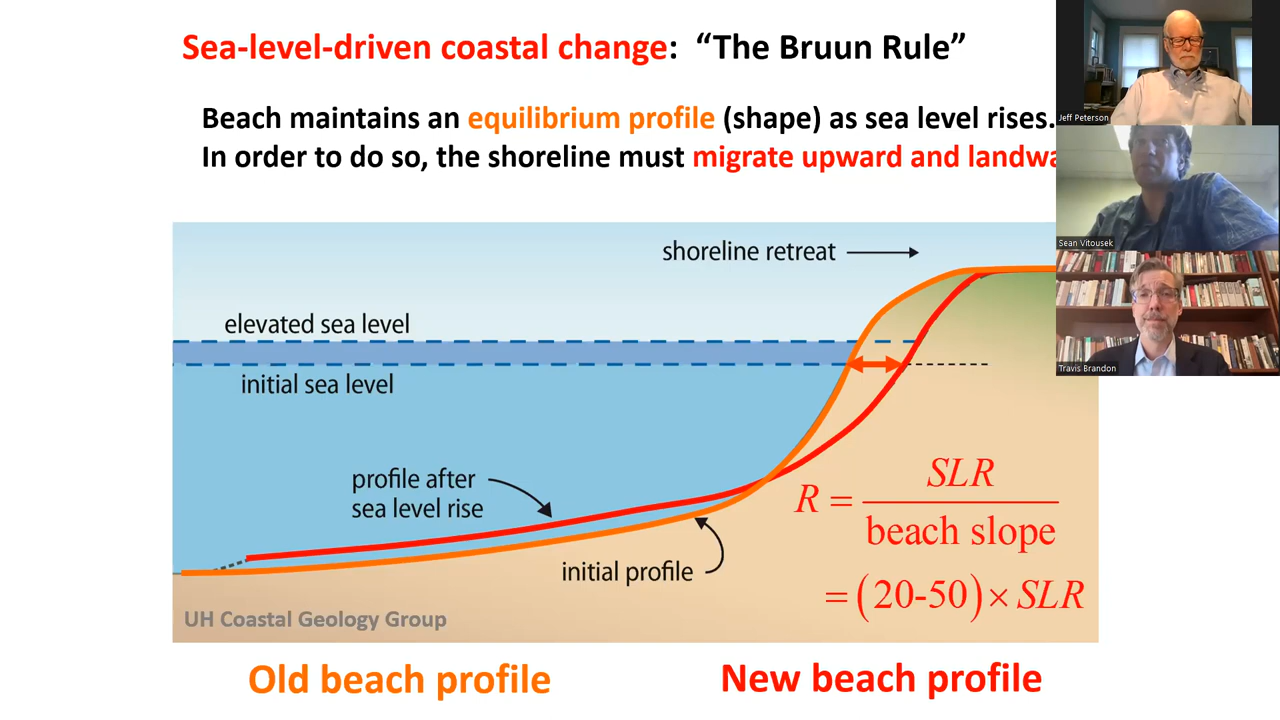 Sea-level-driven coastal change: “The Bruun Rule”
Beach maintains an equilibrium profile (shape) as sea level rises.
In order to do so, the shoreline must migrate upward and landwa
Jeff Peterson
Sean Vitousek
Travis Brandon
shoreline retreat
elevated sea level
initial sea level
profile after
sea level rise
initial profile
R = SLR / beach slope
= (20-50) × SLR
UH Coastal Geology Group
Old beach profile
New beach profile